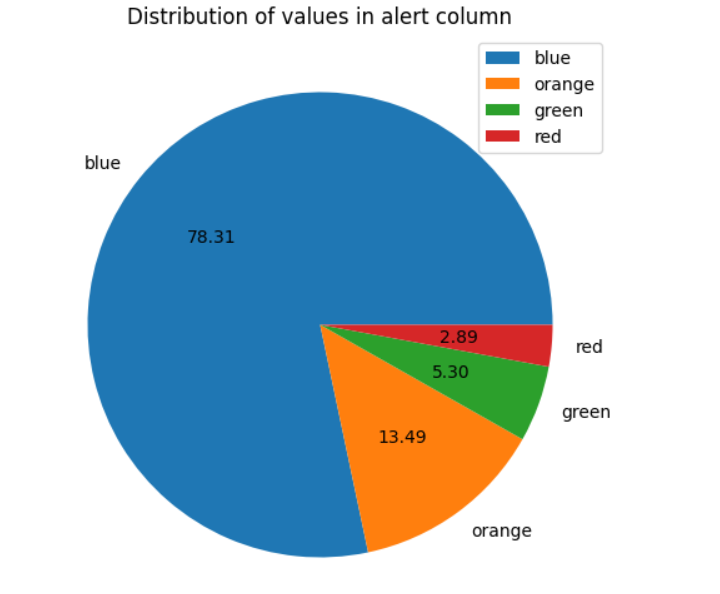 Distribution of values in alert column
blue
orange
green
red
blue
78.31
2.89
red
5.30
green
13.49
orange